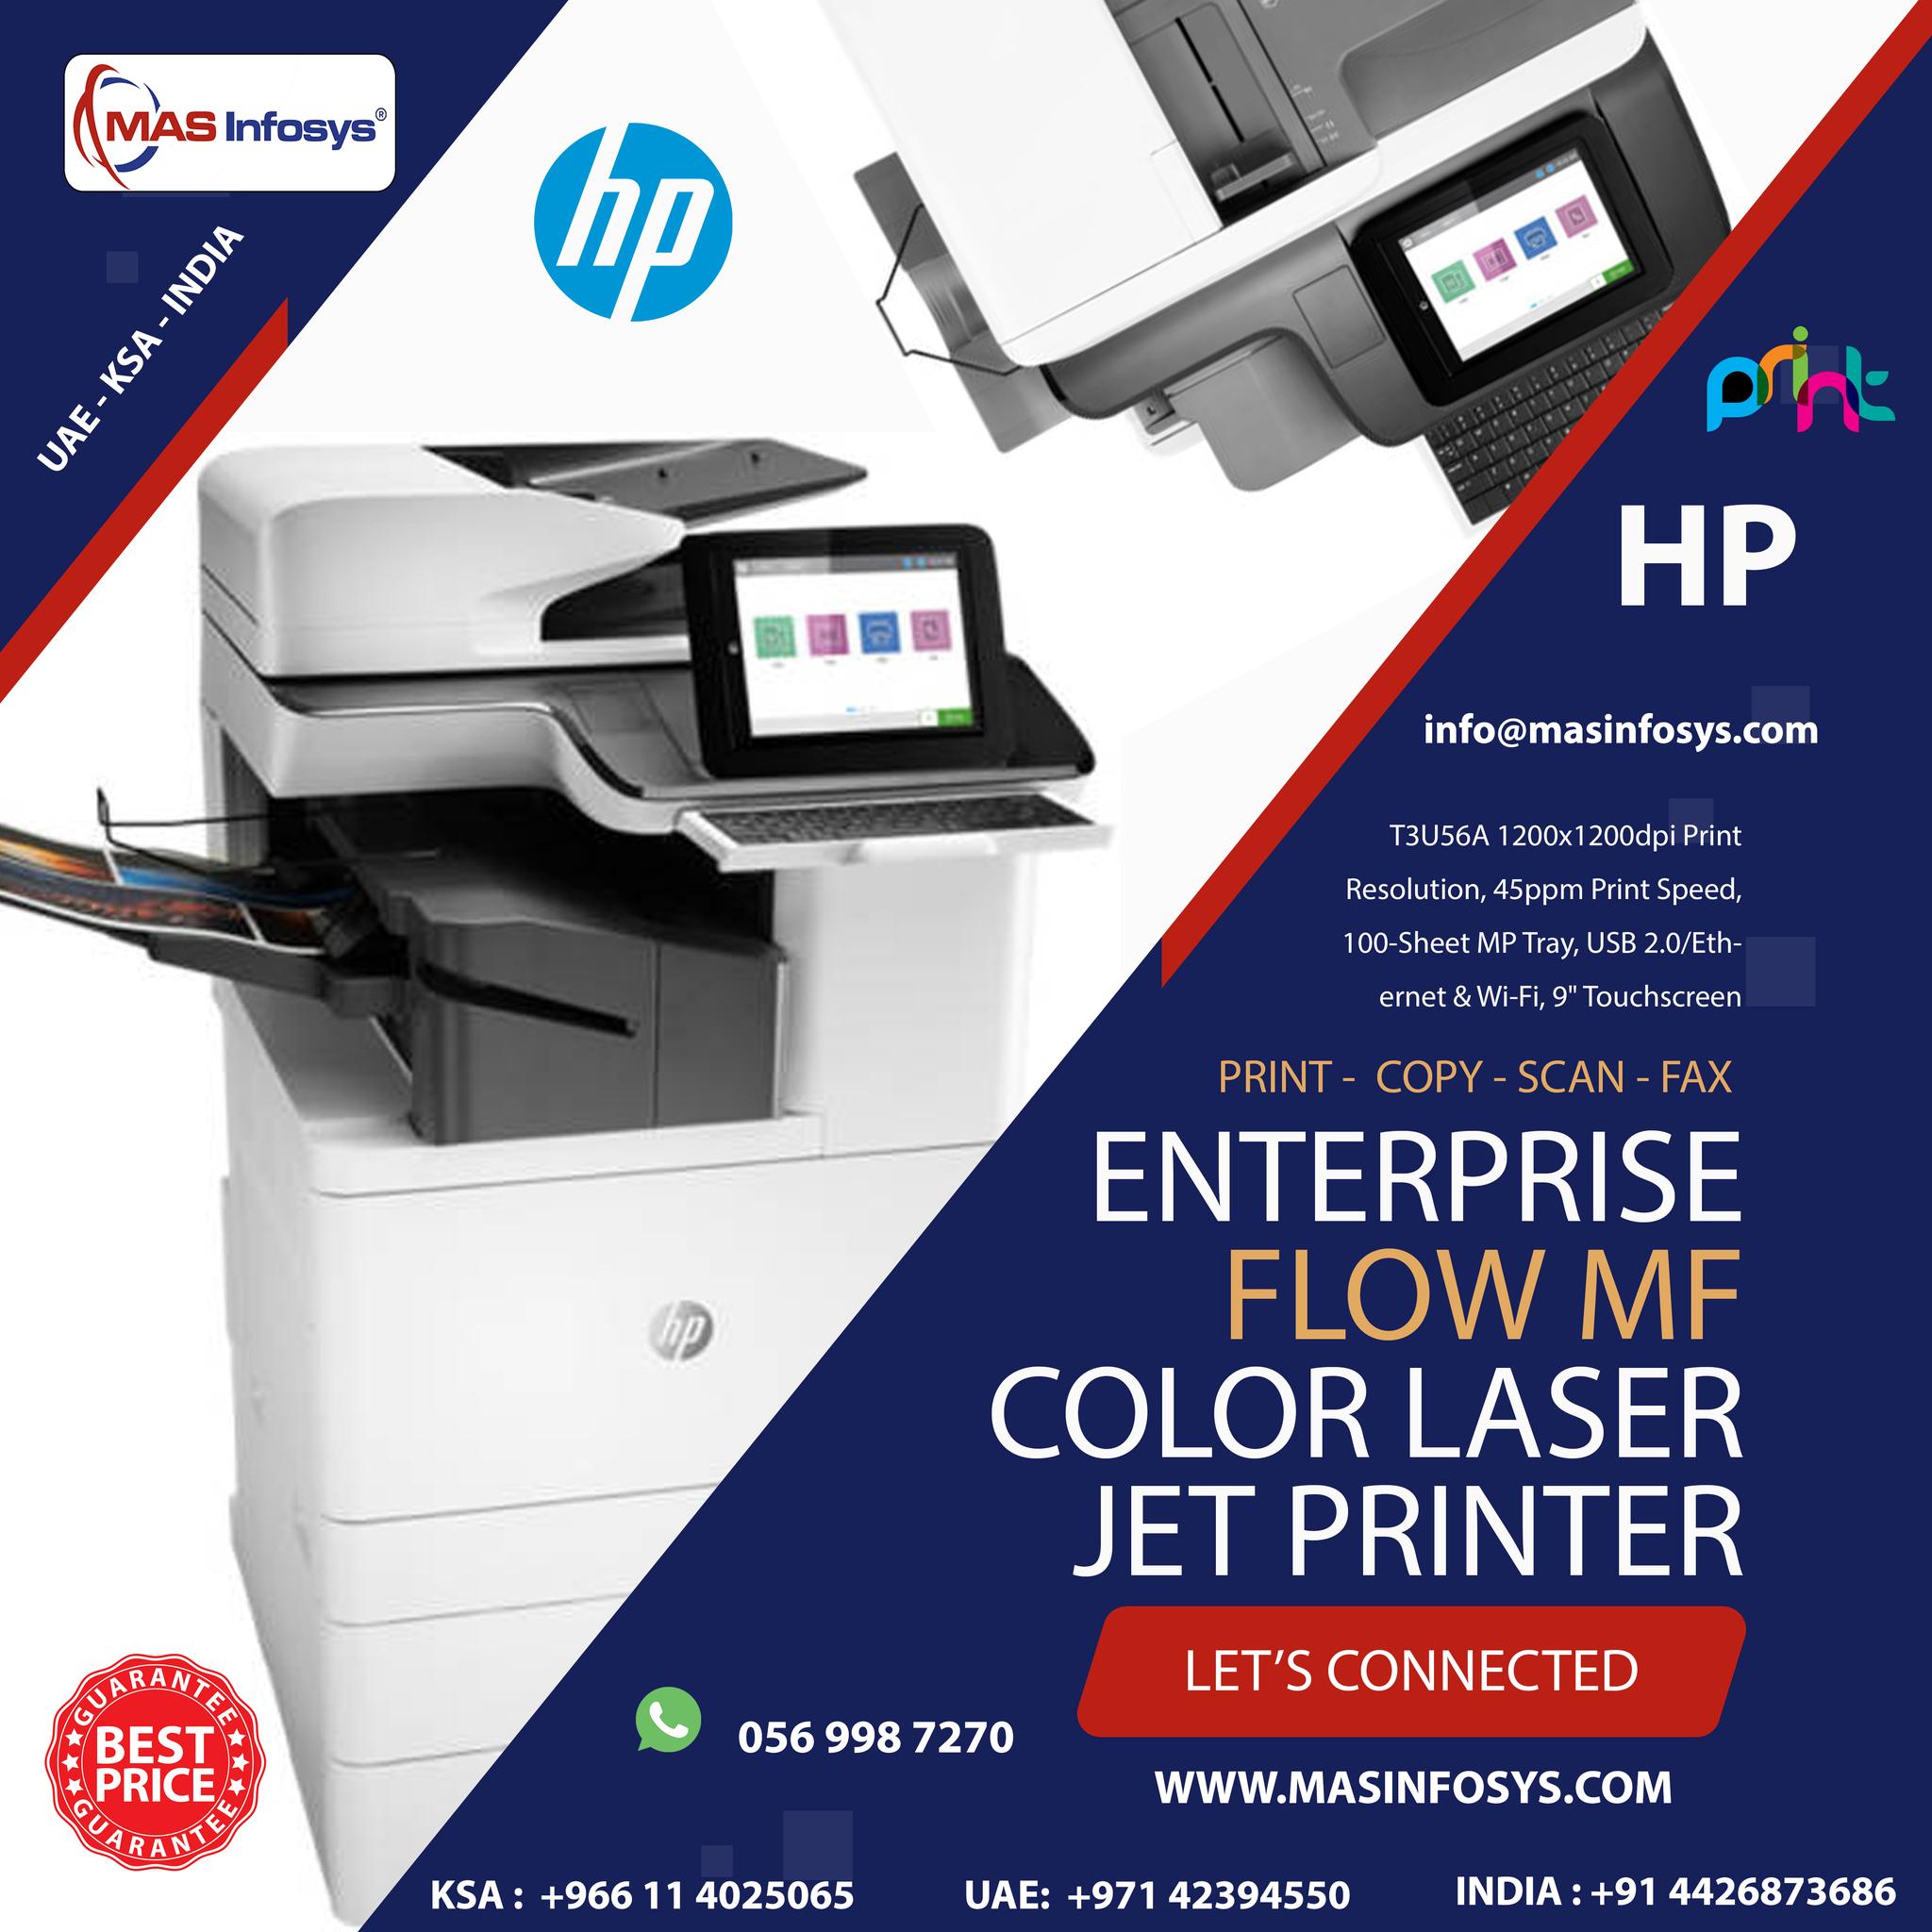 MAS Infosys®
UAE - KSA - INDIA
hp
print
HP
info@masinfosys.com
T3U56A 1200x1200dpi Print
Resolution, 45ppm Print Speed,
100-Sheet MP Tray, USB 2.0/Eth-
ernet & Wi-Fi, 9" Touchscreen
PRINT - COPY - SCAN - FAX
ENTERPRISE
FLOW MF
COLOR LASER
JET PRINTER
hp
LET’S CONNECTED
GUARANTEE
BEST
PRICE
GUARANTEE
056 998 7270
WWW.MASINFOSYS.COM
KSA : +966 11 4025065
UAE: +971 42394550
INDIA : +91 4426873686